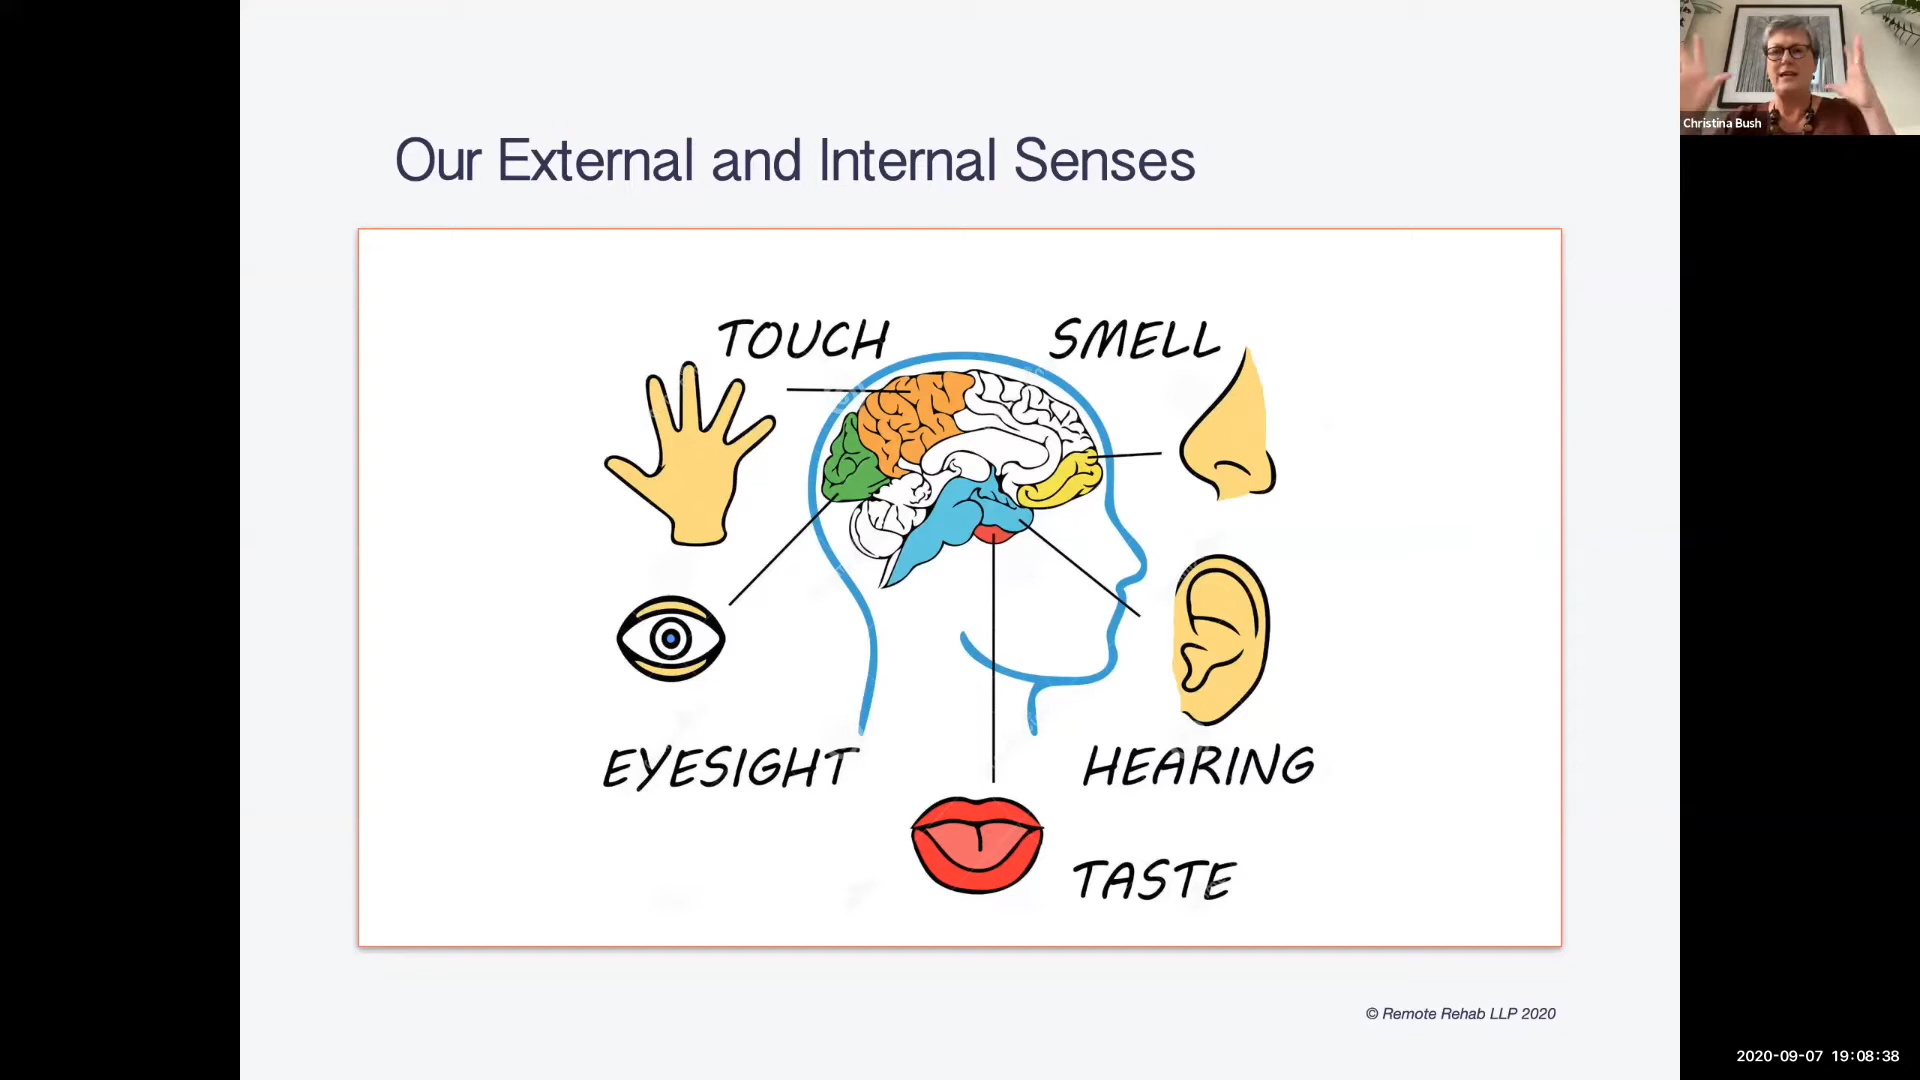 Christina Bush
Our External and Internal Senses
TOUCH
SMELL
EYESIGHT
HEARING
TASTE
© Remote Rehab LLP 2020
2020-09-07 19:08:38